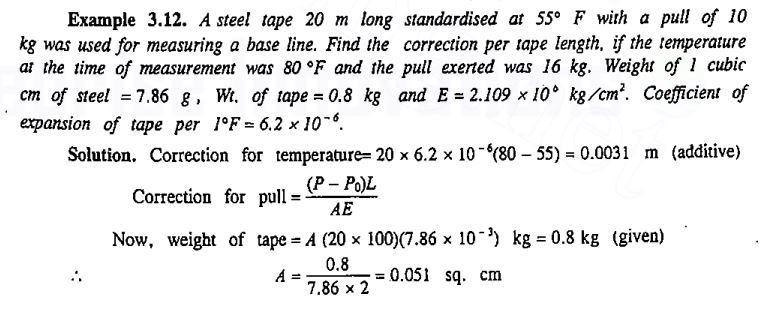 Example 3.12. A steel tape 20 m long standardised at 55° F with a pull of 10
kg was used for measuring a base line. Find the correction per tape length, if the temperature
at the time of measurement was 80 °F and the pull exerted was 16 kg. Weight of 1 cubic
cm of steel = 7.86 g, Wt. of tape = 0.8 kg and E = 2.109 × 10⁶ kg/cm². Coefficient of
expansion of tape per 1°F = 6.2 × 10⁻⁶.
Solution. Correction for temperature= 20 × 6.2 × 10⁻⁶(80 – 55) = 0.0031 m (additive)
Correction for pull = (P – P₀)L / AE
Now, weight of tape = A (20 × 100)(7.86 × 10⁻³) kg = 0.8 kg (given)
∴ A = 0.8 / 7.86 × 2 = 0.051 sq. cm